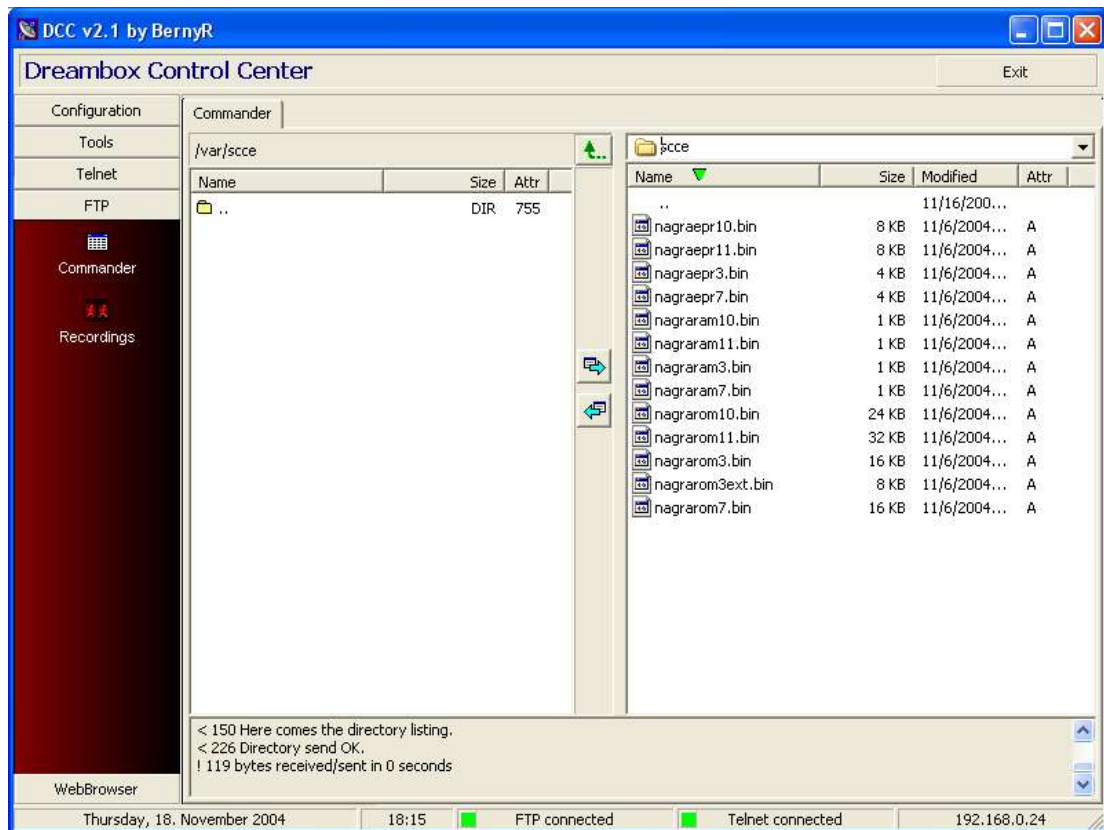 DCC v2.1 by BernyR
Dreambox Control Center
Exit
Configuration
Tools
Telnet
FTP
Commander
Recordings
WebBrowser
Commander
/var/scce
Name Size Attr
.. DIR 755
scce
Name Size Modified Attr
.. 11/16/200...
nagraepr10.bin 8 KB 11/6/2004... A
nagraepr11.bin 8 KB 11/6/2004... A
nagraepr3.bin 4 KB 11/6/2004... A
nagraepr7.bin 4 KB 11/6/2004... A
nagraram10.bin 1 KB 11/6/2004... A
nagraram11.bin 1 KB 11/6/2004... A
nagraram3.bin 1 KB 11/6/2004... A
nagraram7.bin 1 KB 11/6/2004... A
nagrarom10.bin 24 KB 11/6/2004... A
nagrarom11.bin 32 KB 11/6/2004... A
nagrarom3.bin 16 KB 11/6/2004... A
nagrarom3ext.bin 8 KB 11/6/2004... A
nagrarom7.bin 16 KB 11/6/2004... A
< 150 Here comes the directory listing.
< 226 Directory send OK.
! 119 bytes received/sent in 0 seconds
Thursday, 18. November 2004 18:15 FTP connected Telnet connected 192.168.0.24